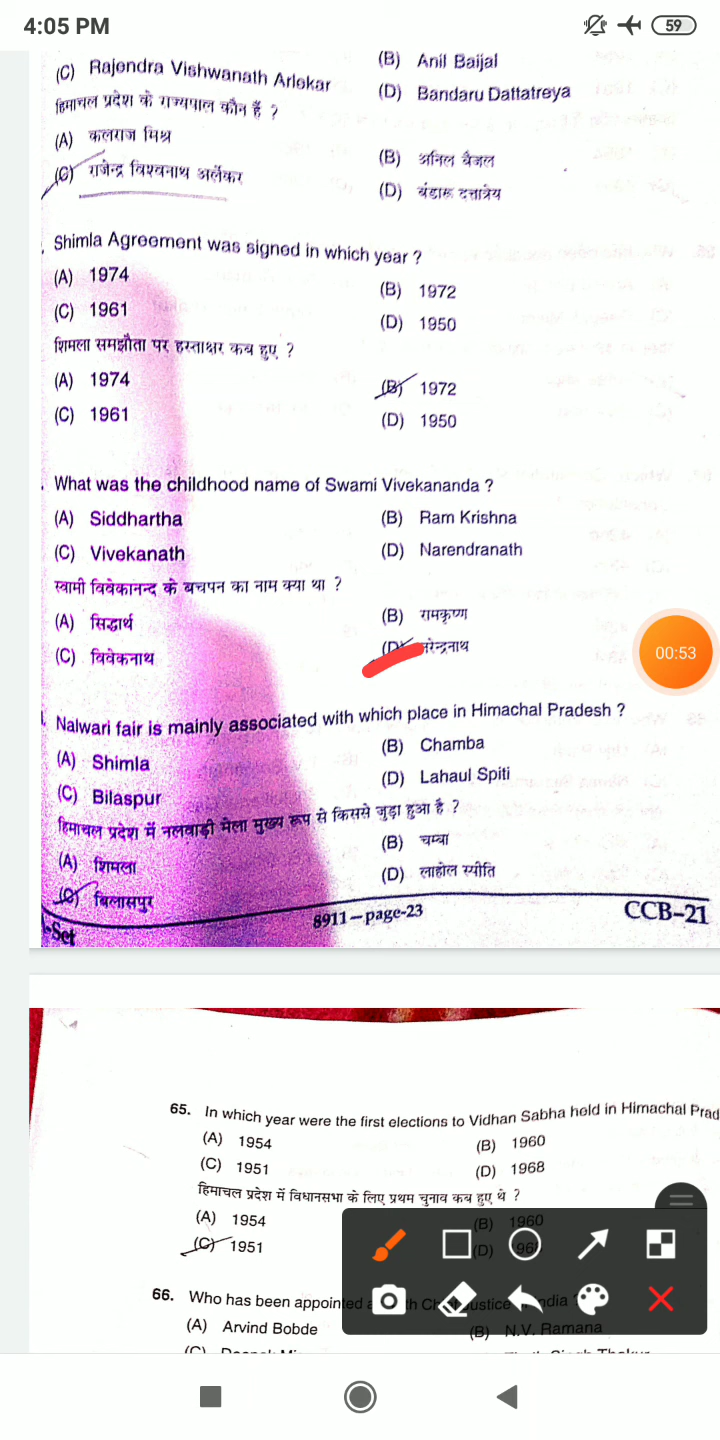 4:05 PM
59
(B) Anil Baijal
(C) Rajendra Vishwanath Arlekar
(D) Bandaru Dattatreya
हिमाचल प्रदेश के राज्यपाल कौन हैं ?
(A) कलराज मिश्र
(B) अनिल बैजल
(C) राजेन्द्र विश्वनाथ अर्लेकर
(D) बंडारू दत्तात्रेय
Shimla Agreement was signed in which year ?
(A) 1974
(B) 1972
(C) 1961
(D) 1950
शिमला समझौता पर हस्ताक्षर कब हुए ?
(A) 1974
(B) 1972
(C) 1961
(D) 1950
What was the childhood name of Swami Vivekananda ?
(A) Siddhartha
(B) Ram Krishna
(C) Vivekanath
(D) Narendranath
स्वामी विवेकानन्द के बचपन का नाम क्या था ?
(A) सिद्धार्थ
(B) रामकृष्ण
(C) विवेकनाथ
(D)
00:53
Nalwari fair is mainly associated with which place in Himachal Pradesh ?
(A) Shimla
(B) Chamba
(C) Bilaspur
(D) Lahaul Spiti
हिमाचल प्रदेश में नलवाड़ी मेला मुख्य रूप से किससे जुड़ा हुआ है ?
(A) शिमला
(B) चम्बा
(C) बिलासपुर
(D) लाहोल स्पीति
-Set
8911–page-23
CCB–21
65. In which year were the first elections to Vidhan Sabha held in Himachal Prad
(A) 1954
(B) 1960
(C) 1951
(D) 1968
हिमाचल प्रदेश में विधानसभा के लिए प्रथम चुनाव कब हुए थे ?
(A) 1954
(B) 1960
(C) 1951
(D) 196
66. Who has been appointed
(A) Arvind Bobde
(B) N.V. Ramana